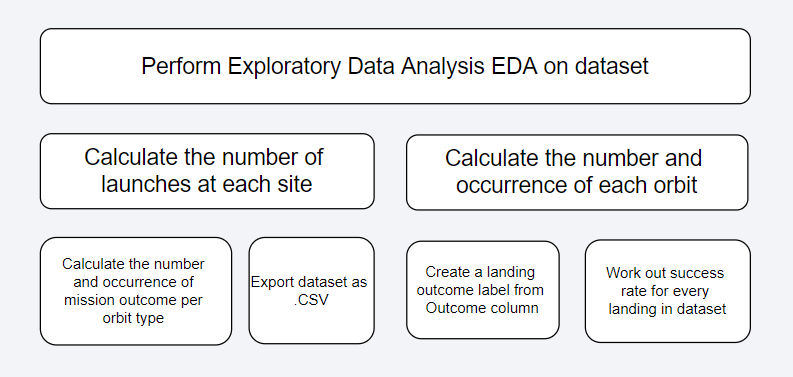 Perform Exploratory Data Analysis EDA on dataset
Calculate the number of
launches at each site
Calculate the number and
occurrence of each orbit
Calculate the number
and occurrence of
mission outcome per
orbit type
Export dataset as
.CSV
Create a landing
outcome label from
Outcome column
Work out success
rate for every
landing in dataset